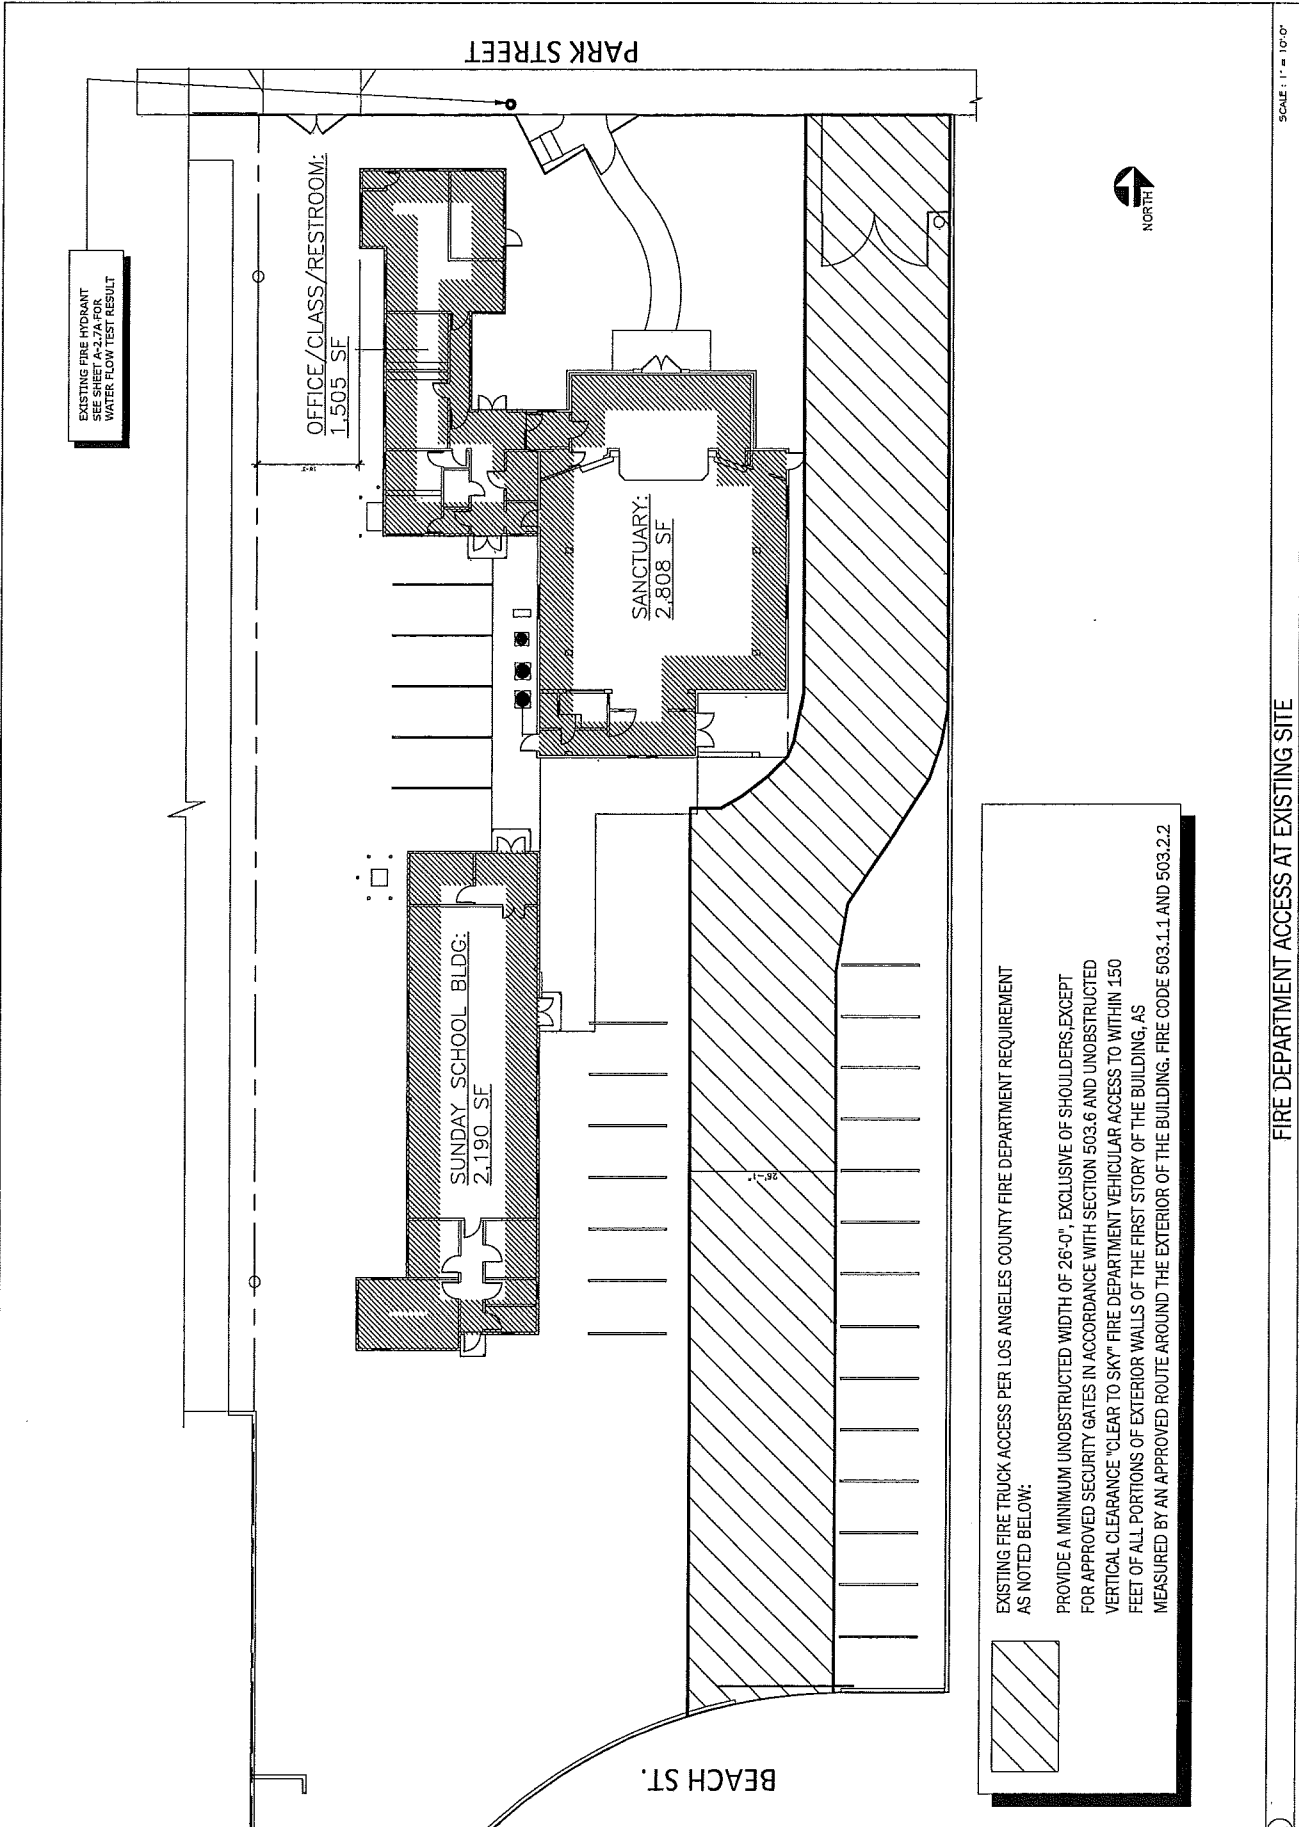 PARK STREET
EXISTING FIRE HYDRANT
SEE SHEET A-2.7A FOR
WATER FLOW TEST RESULT
OFFICE/CLASS/RESTROOM:
1,505 SF
SANCTUARY:
2,808 SF
SUNDAY SCHOOL BLDG:
2,190 SF
26'-1"
BEACH ST.
NORTH
EXISTING FIRE TRUCK ACCESS PER LOS ANGELES COUNTY FIRE DEPARTMENT REQUIREMENT
AS NOTED BELOW:
PROVIDE A MINIMUM UNOBSTRUCTED WIDTH OF 26'-0", EXCLUSIVE OF SHOULDERS,EXCEPT
FOR APPROVED SECURITY GATES IN ACCORDANCE WITH SECTION 503.6 AND UNOBSTRUCTED
VERTICAL CLEARANCE "CLEAR TO SKY" FIRE DEPARTMENT VEHICULAR ACCESS TO WITHIN 150
FEET OF ALL PORTIONS OF EXTERIOR WALLS OF THE FIRST STORY OF THE BUILDING, AS
MEASURED BY AN APPROVED ROUTE AROUND THE EXTERIOR OF THE BUILDING. FIRE CODE 503.1.1 AND 503.2.2
FIRE DEPARTMENT ACCESS AT EXISTING SITE
SCALE : 1" = 10'-0"